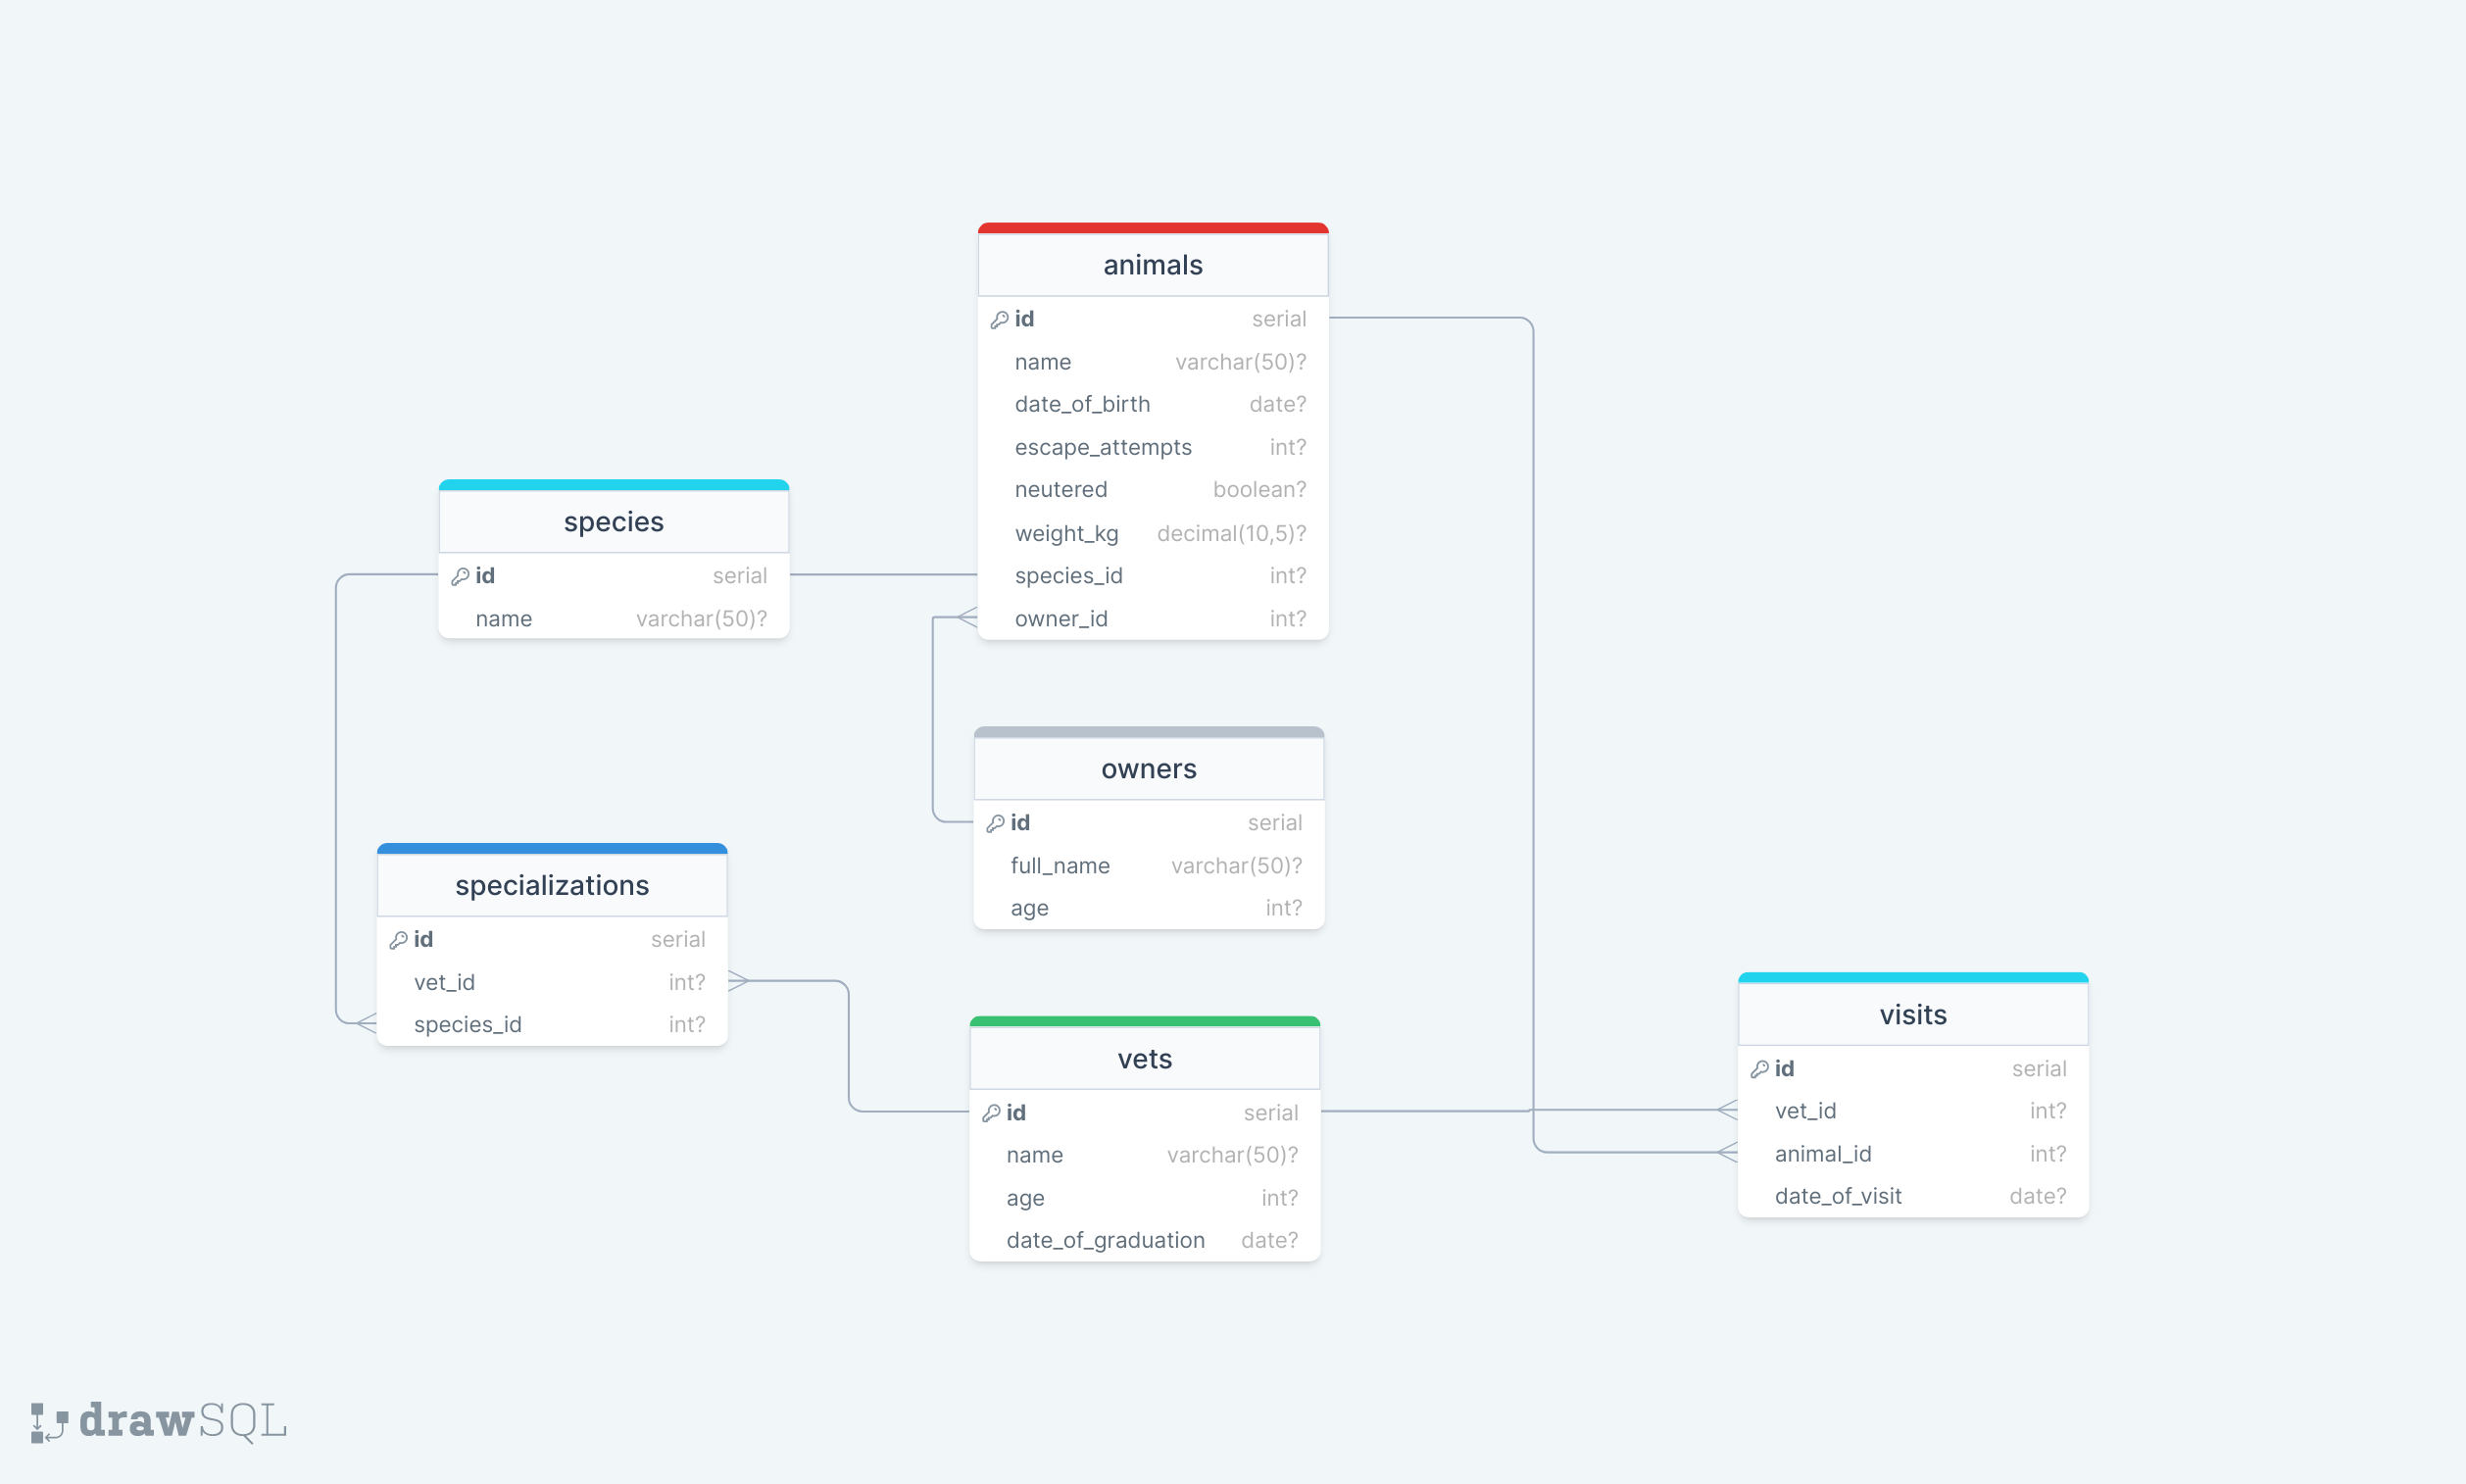 animals
id serial
name varchar(50)?
date_of_birth date?
escape_attempts int?
neutered boolean?
weight_kg decimal(10,5)?
species_id int?
owner_id int?
species
id serial
name varchar(50)?
owners
id serial
full_name varchar(50)?
age int?
specializations
id serial
vet_id int?
species_id int?
vets
id serial
name varchar(50)?
age int?
date_of_graduation date?
visits
id serial
vet_id int?
animal_id int?
date_of_visit date?
drawSQL